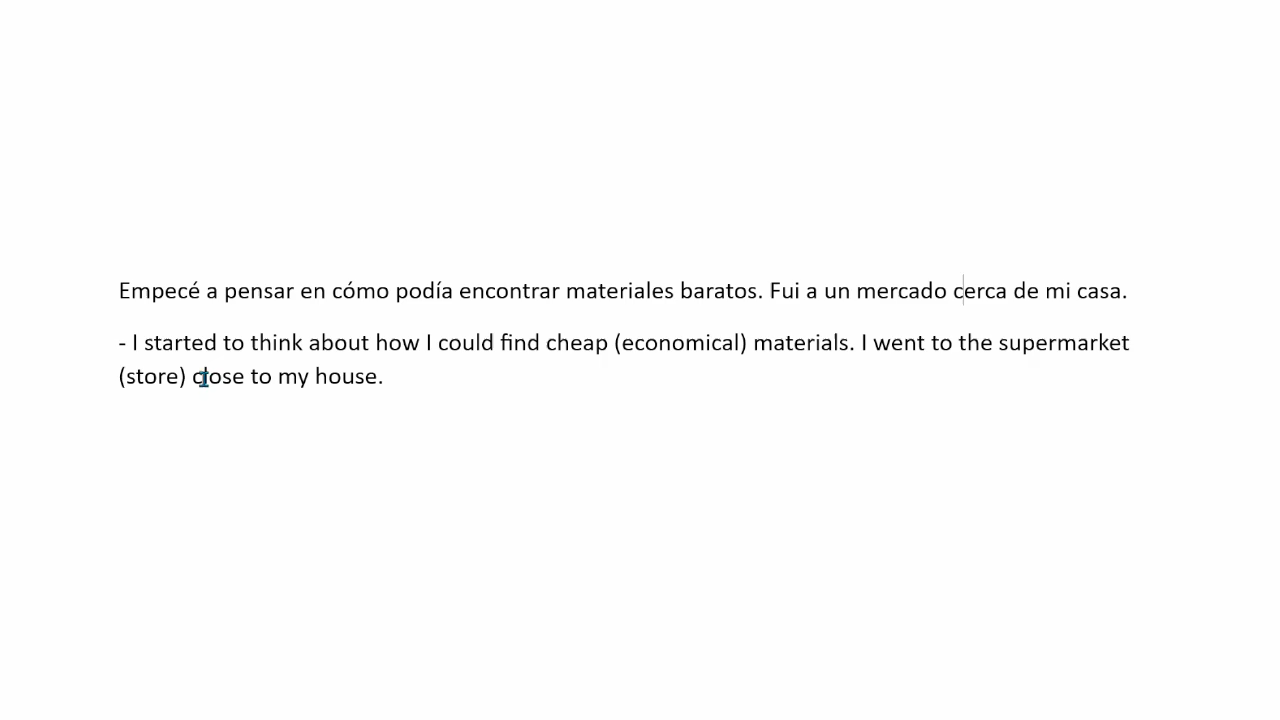 Empecé a pensar en cómo podía encontrar materiales baratos. Fui a un mercado cerca de mi casa.
- I started to think about how I could find cheap (economical) materials. I went to the supermarket
(store) close to my house.